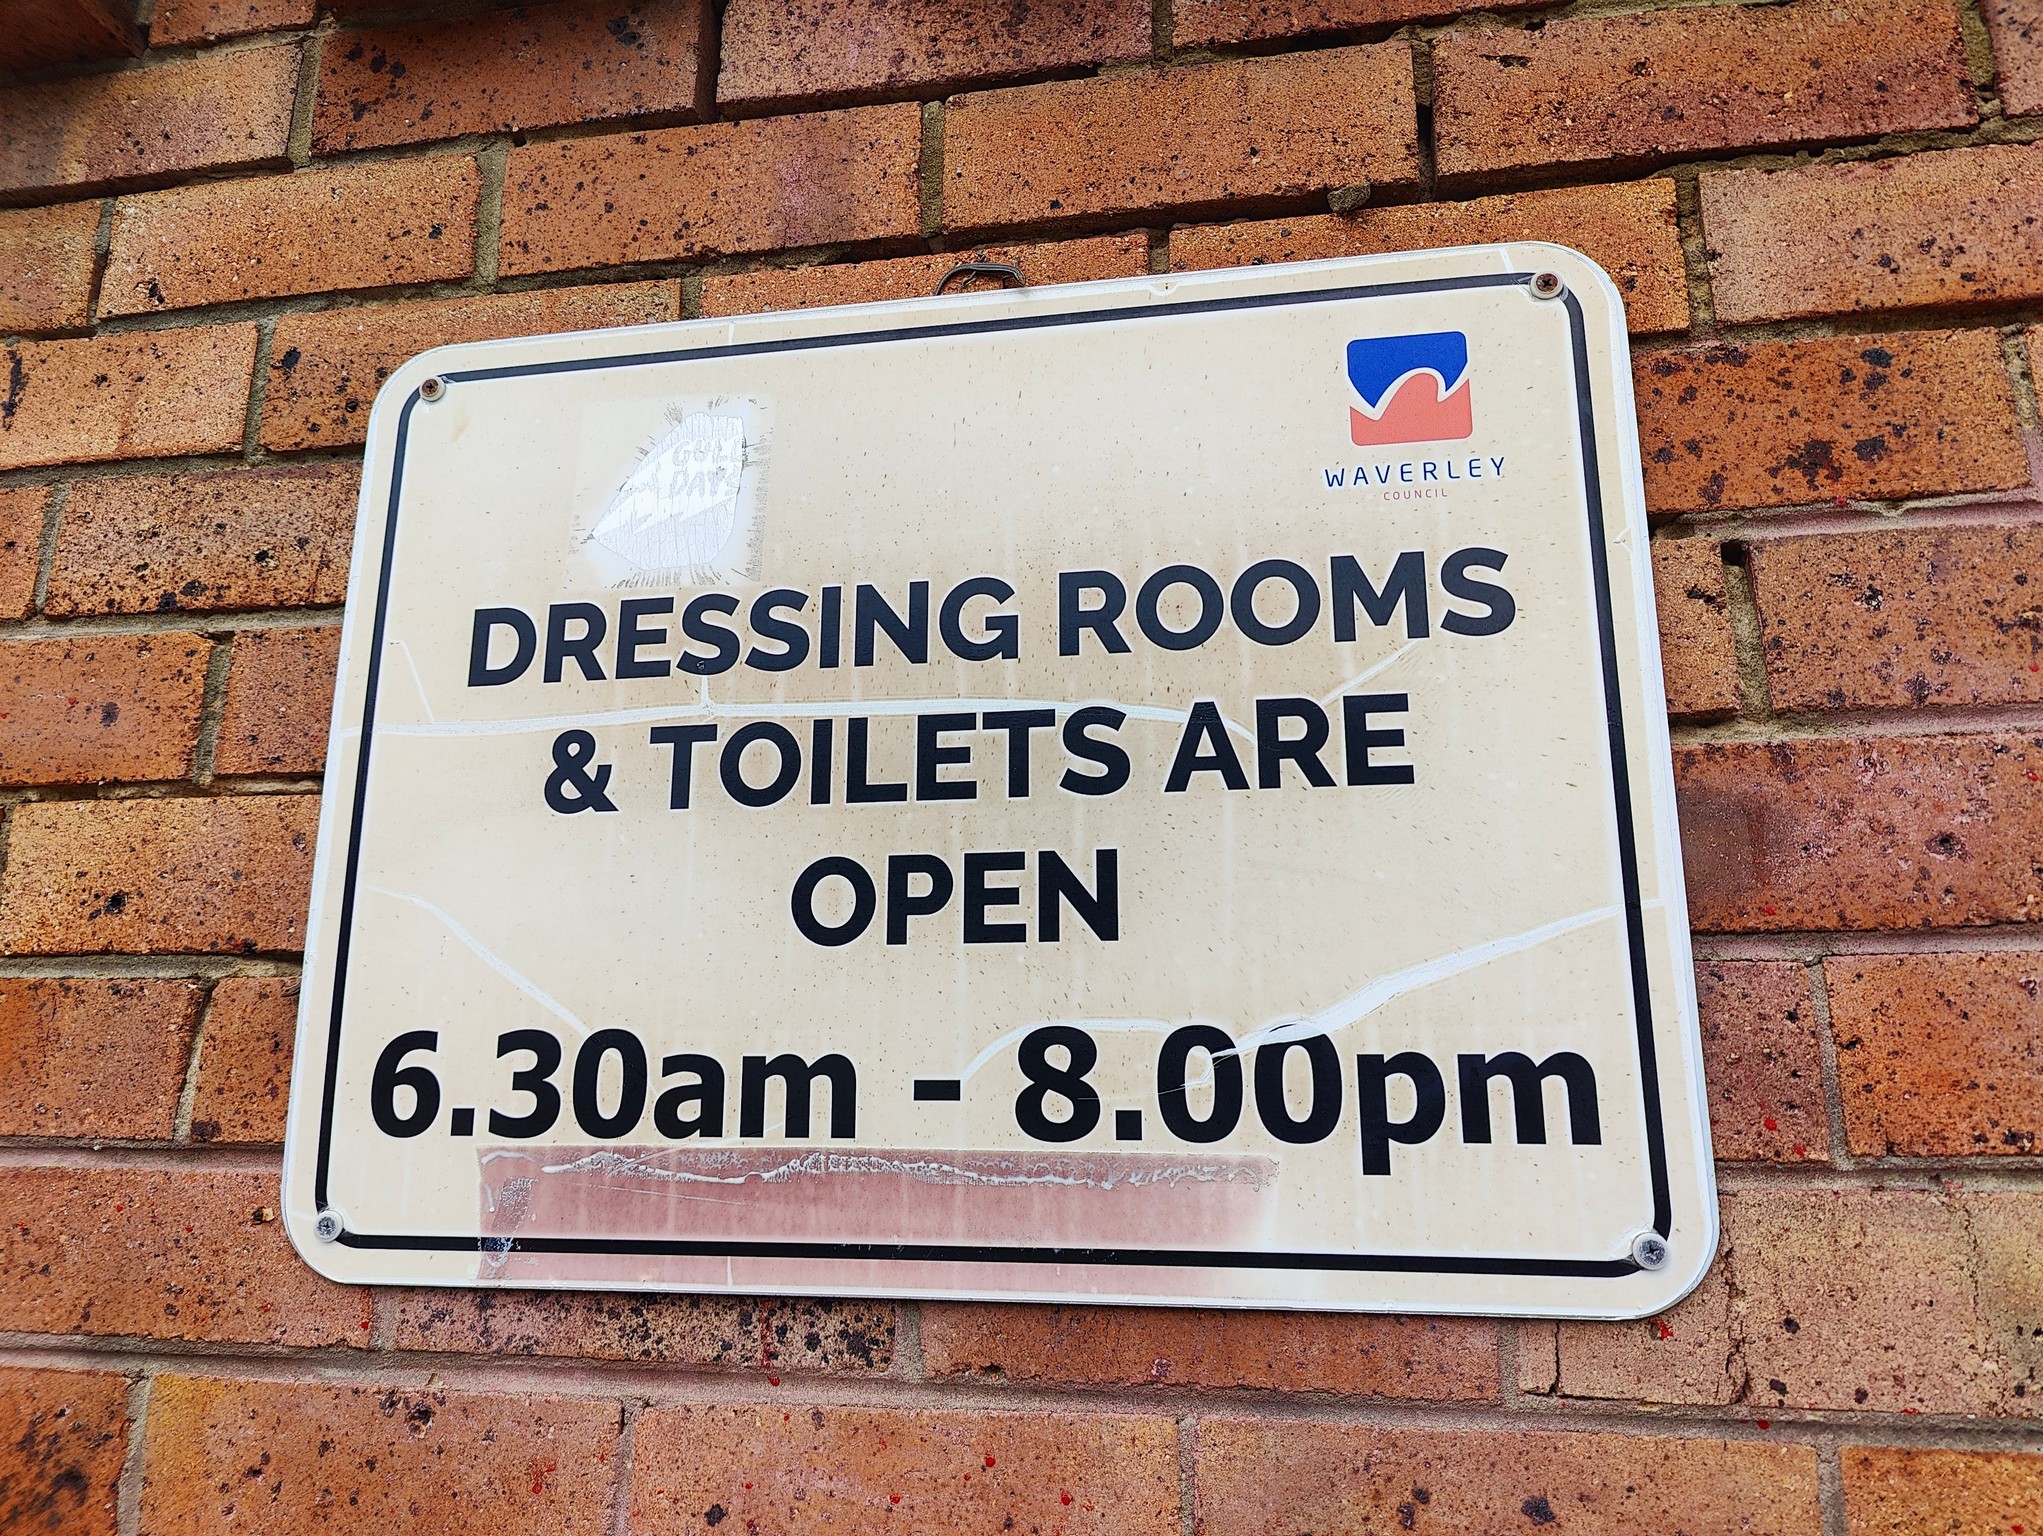 WAVERLEY
COUNCIL
DRESSING ROOMS
& TOILETS ARE
OPEN
6.30am - 8.00pm